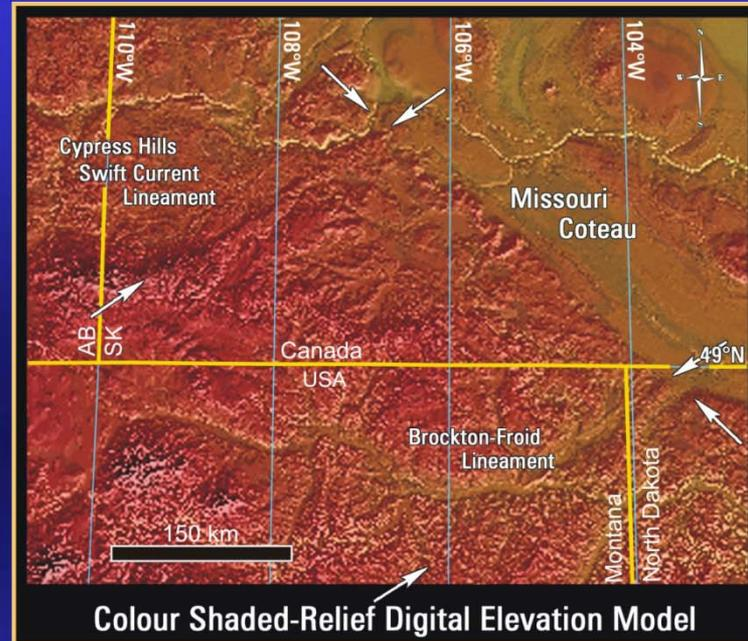 110°W
108°W
106°W
104°W
N
W
E
S
Cypress Hills
Swift Current
Lineament
Missouri
Coteau
AB
SK
Canada
USA
49°N
Brockton-Froid
Lineament
150 km
Montana
North Dakota
Colour Shaded-Relief Digital Elevation Model